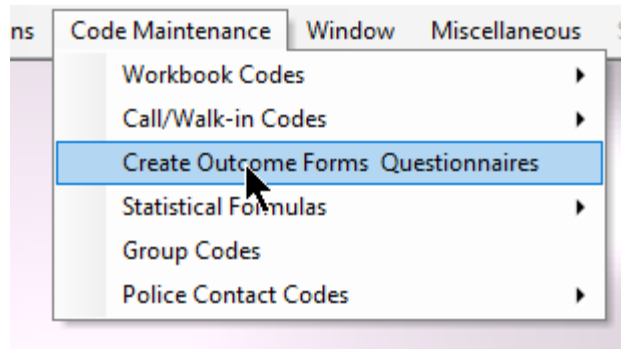 ns Code Maintenance Window Miscellaneous
Workbook Codes
Call/Walk-in Codes
Create Outcome Forms  Questionnaires
Statistical Formulas
Group Codes
Police Contact Codes